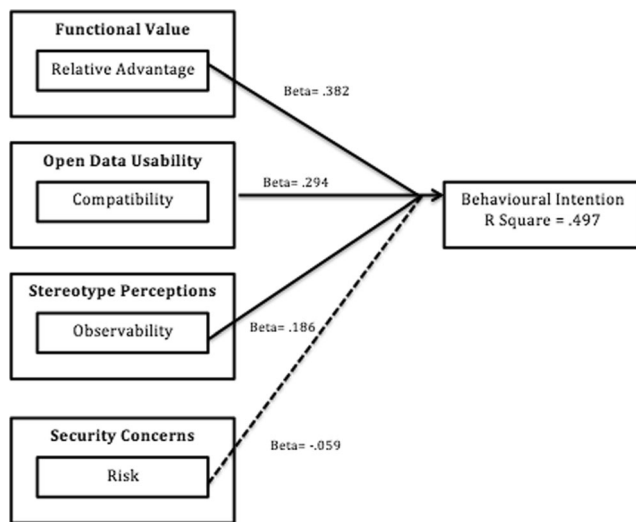 Functional Value
Relative Advantage
Beta= .382
Open Data Usability
Compatibility
Beta= .294
Behavioural Intention
R Square = .497
Stereotype Perceptions
Observability
Beta= .186
Security Concerns
Risk
Beta= -.059